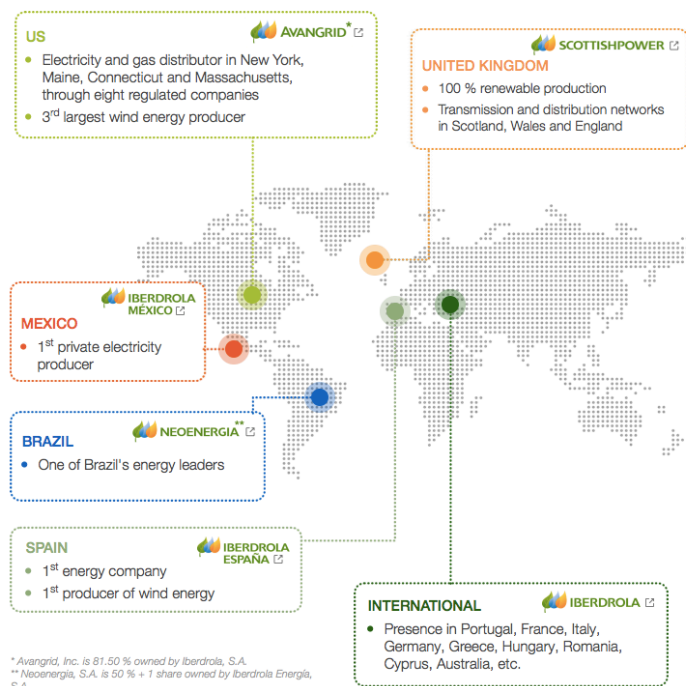 US
AVANGRID*
Electricity and gas distributor in New York,
Maine, Connecticut and Massachusetts,
through eight regulated companies
3rd largest wind energy producer
SCOTTISHPOWER
UNITED KINGDOM
100 % renewable production
Transmission and distribution networks
in Scotland, Wales and England
IBERDROLA
MÉXICO
MEXICO
1st private electricity
producer
NEOENERGIA**
BRAZIL
One of Brazil's energy leaders
SPAIN
IBERDROLA
ESPAÑA
1st energy company
1st producer of wind energy
IBERDROLA
INTERNATIONAL
Presence in Portugal, France, Italy,
Germany, Greece, Hungary, Romania,
Cyprus, Australia, etc.
* Avangrid, Inc. is 81.50 % owned by Iberdrola, S.A.
** Neoenergia, S.A. is 50 % + 1 share owned by Iberdrola Energía,
S.A.